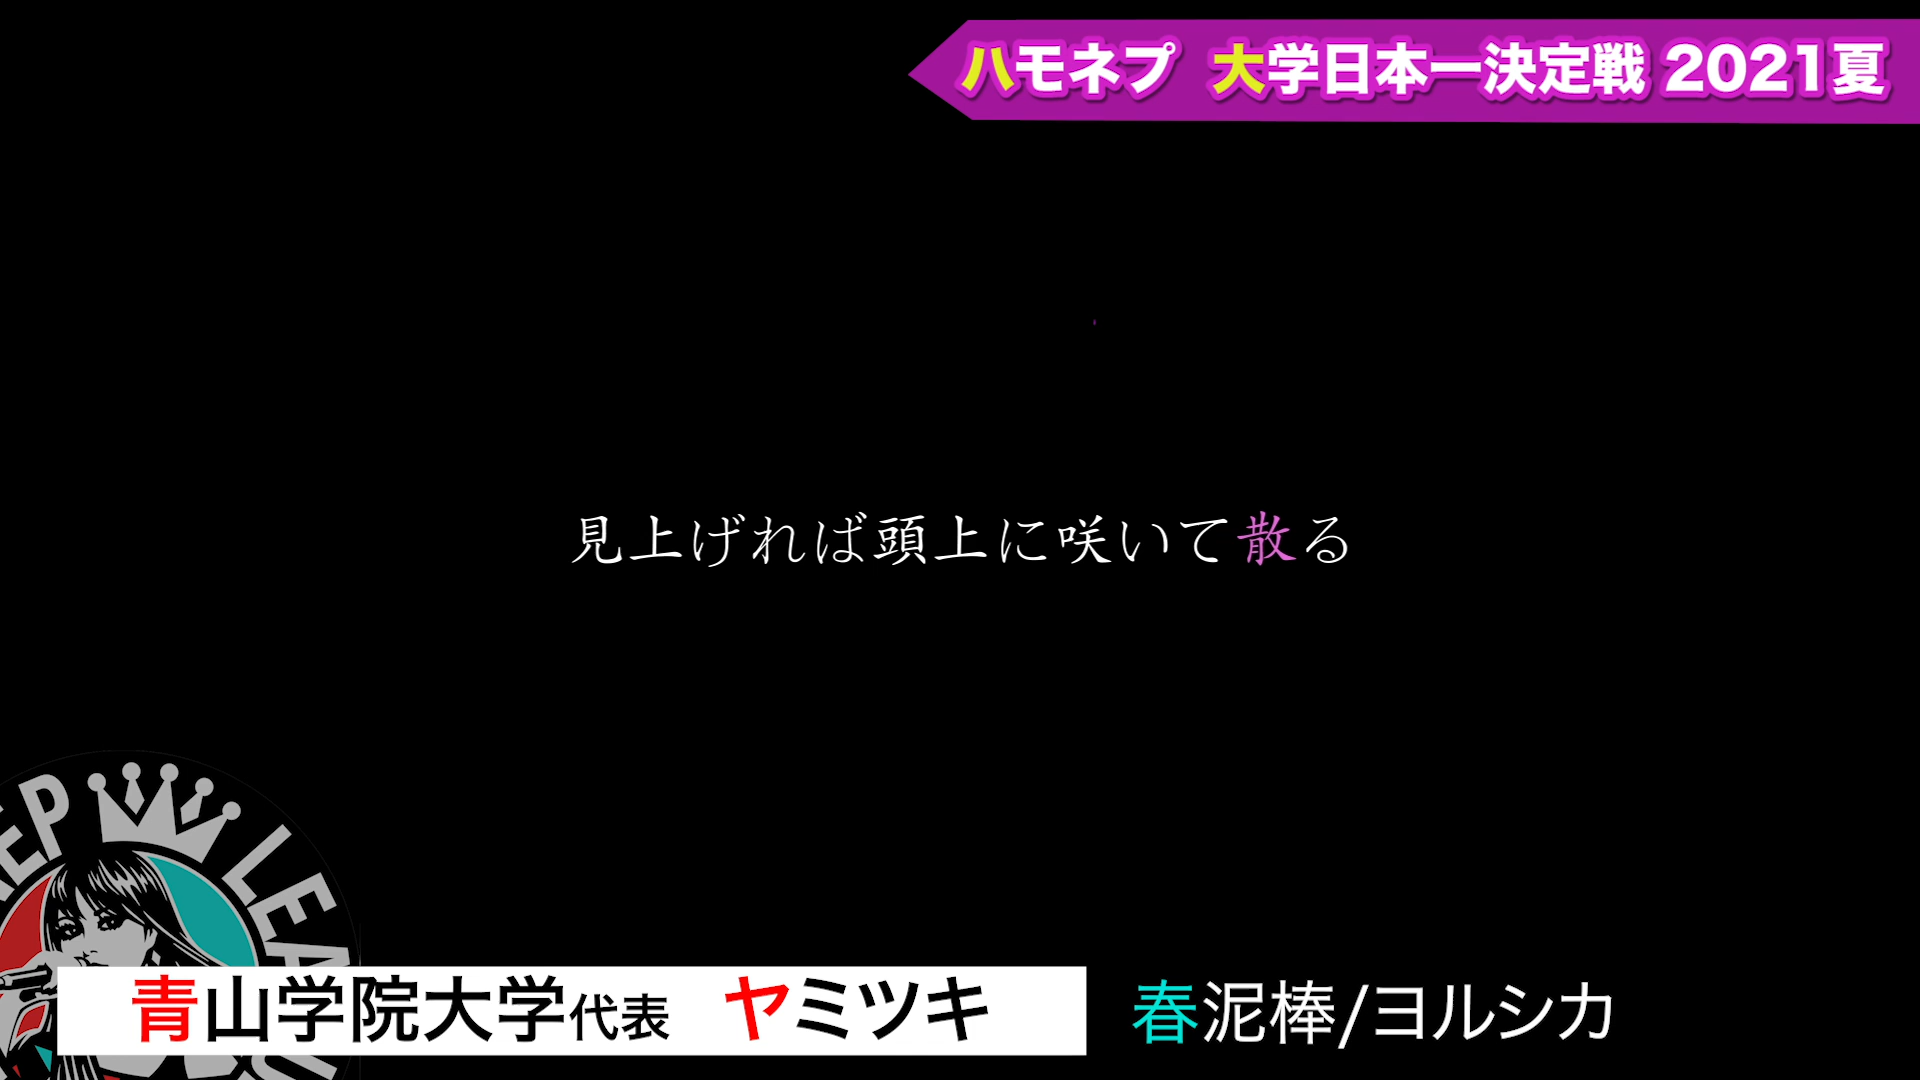 ハモネプ 大学日本一決定戦 2021夏
見上げれば頭上に咲いて散る
EP LEA
青山学院大学代表 ヤミツキ
春泥棒/ヨルシカ